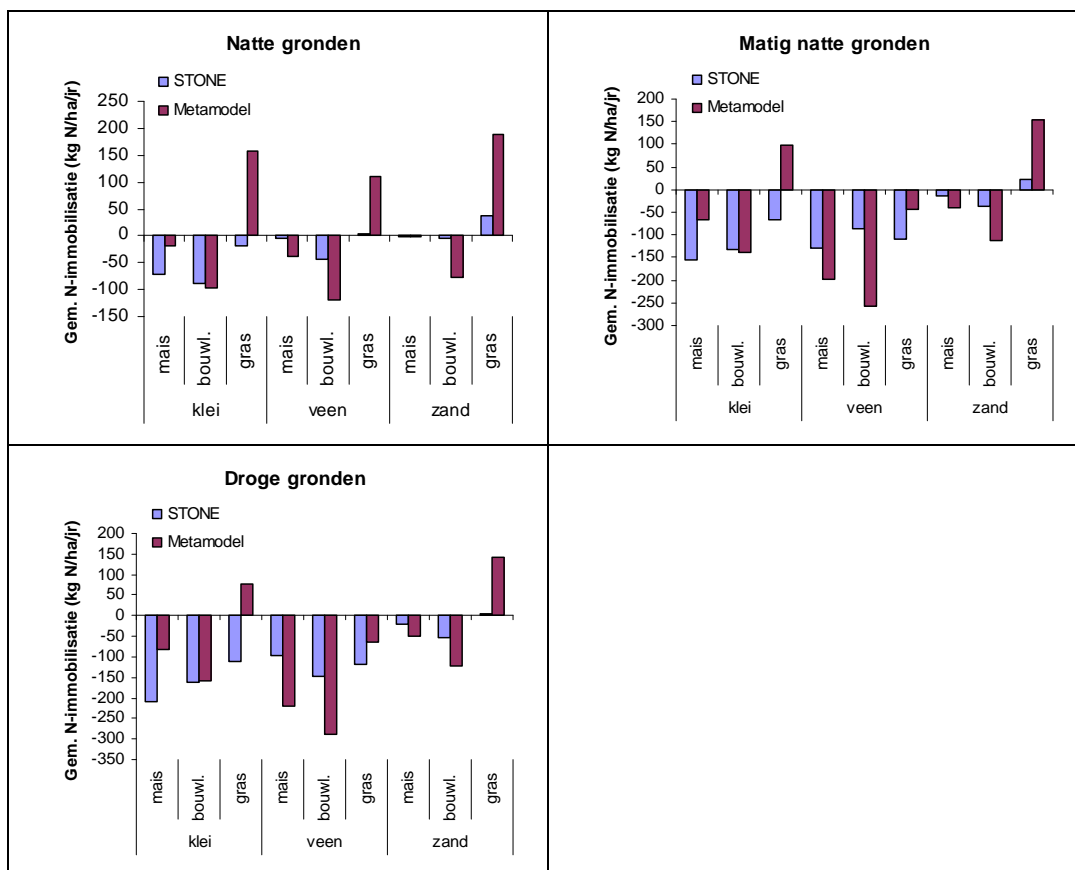 Natte gronden
STONE
Metamodel
Gem. N-immobilisatie (kg N/ha/jr)
250
200
150
100
50
0
-50
-100
-150
mais bouwl. gras mais bouwl. gras mais bouwl. gras
klei veen zand
Matig natte gronden
STONE
Metamodel
Gem. N-immobilisatie (kg N/ha/jr)
200
150
100
50
0
-50
-100
-150
-200
-250
-300
mais bouwl. gras mais bouwl. gras mais bouwl. gras
klei veen zand
Droge gronden
STONE
Metamodel
Gem. N-immobilisatie (kg N/ha/jr)
200
150
100
50
0
-50
-100
-150
-200
-250
-300
-350
mais bouwl. gras mais bouwl. gras mais bouwl. gras
klei veen zand